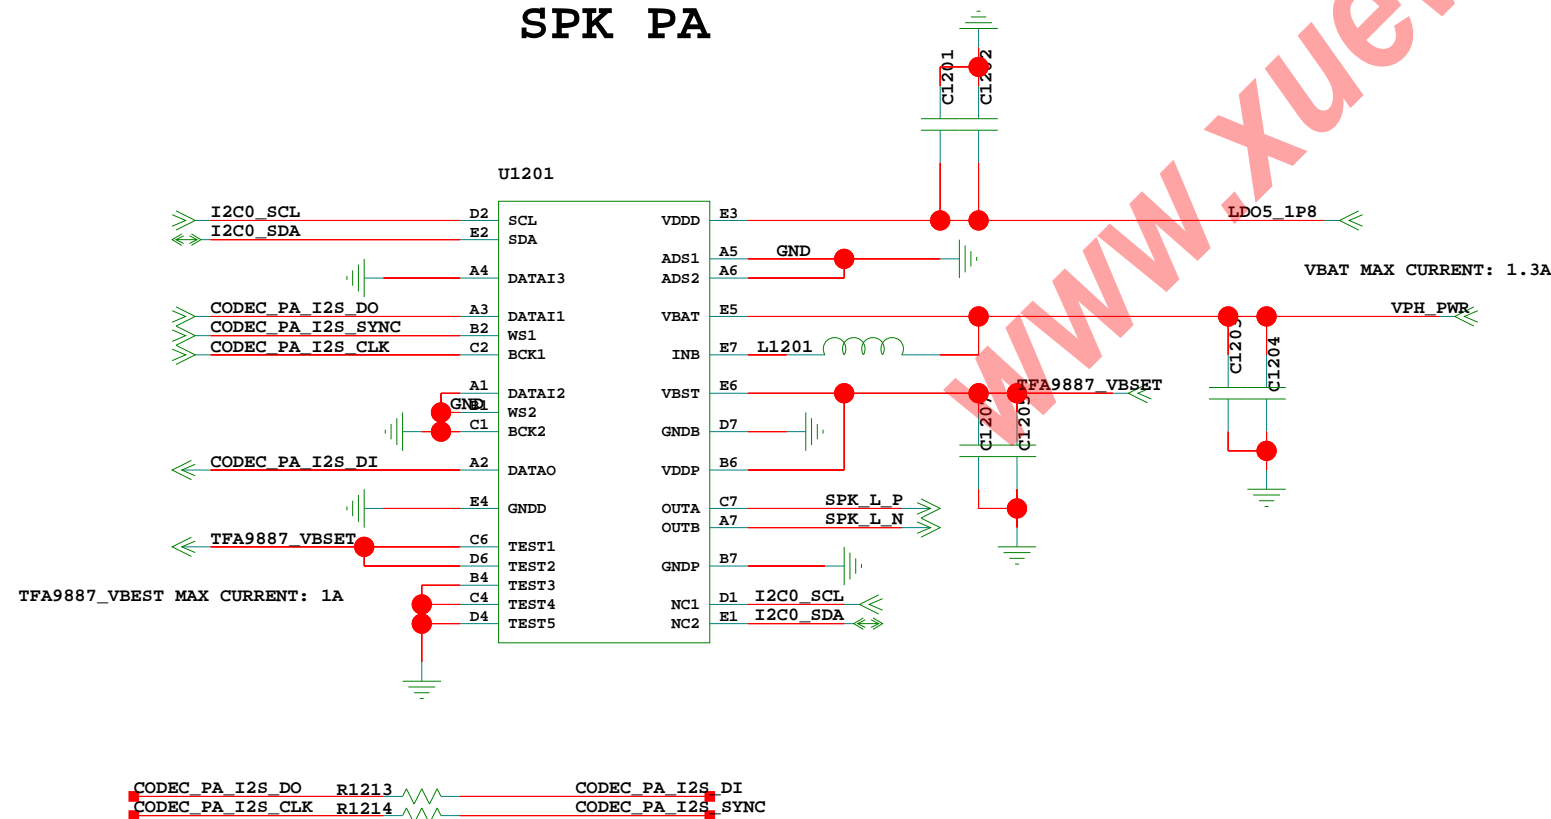 SPK PA
C1201
C1202
U1201
I2C0_SCL D2 SCL VDDD E3 LDO5_1P8
I2C0_SDA E2 SDA
ADS1 A5 GND
A4 DATAI3 ADS2 A6
VBAT MAX CURRENT: 1.3A
CODEC_PA_I2S_DO A3 DATAI1 VBAT E5 VPH_PWR
CODEC_PA_I2S_SYNC B2 WS1
CODEC_PA_I2S_CLK C2 BCK1 INB E7 L1201
C1203
C1204
A1 DATAI2 VBST E6 TFA9887_VBSET
GND B1 WS2
C1 BCK2 GNDB D7
C1207
C1205
CODEC_PA_I2S_DI A2 DATAO VDDP B6
E4 GNDD OUTA C7 SPK_L_P
OUTB A7 SPK_L_N
TFA9887_VBSET C6 TEST1
D6 TEST2 GNDP B7
B4 TEST3
TFA9887_VBEST MAX CURRENT: 1A
C4 TEST4 NC1 D1 I2C0_SCL
D4 TEST5 NC2 E1 I2C0_SDA
CODEC_PA_I2S_DO R1213 CODEC_PA_I2S_DI
CODEC_PA_I2S_CLK R1214 CODEC_PA_I2S_SYNC